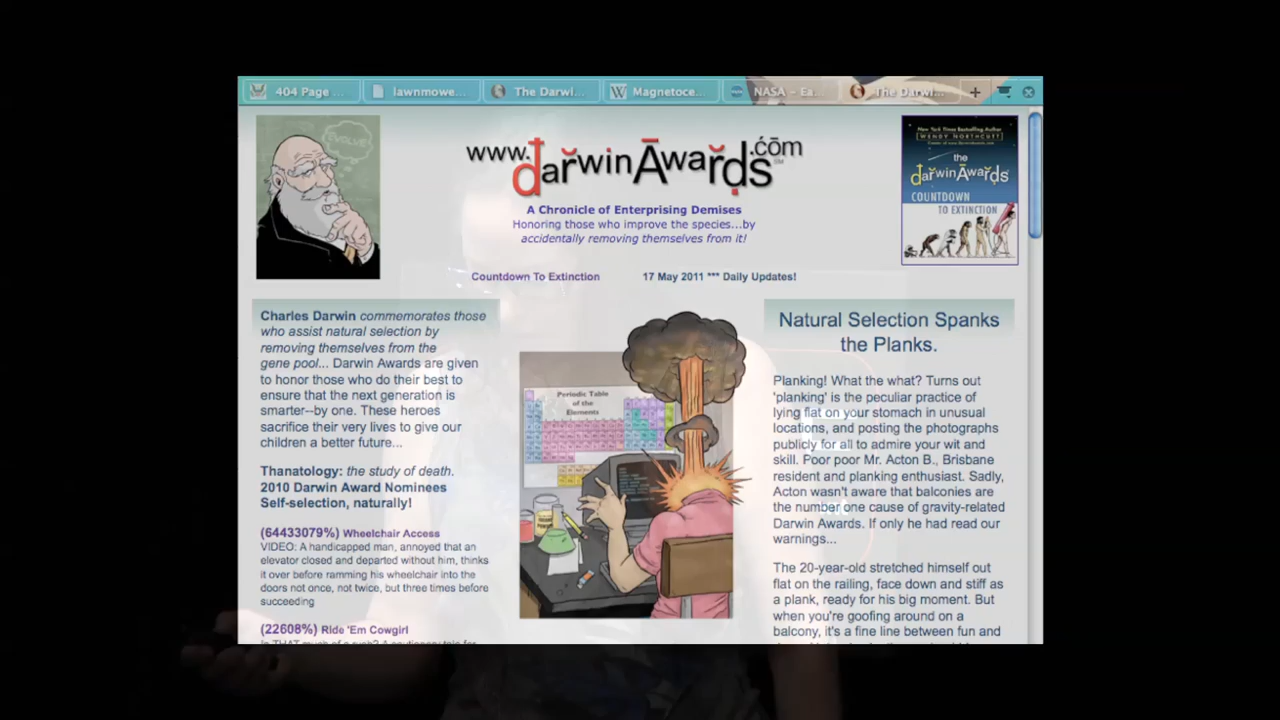 404 Page ...
lawnmowe...
The Darwi...
Magnetoce...
NASA - Ea...
The Darwi...
EVOLVE
www.darwinAwards.com
SM
A Chronicle of Enterprising Demises
Honoring those who improve the species...by
accidentally removing themselves from it!
Countdown To Extinction
17 May 2011 *** Daily Updates!
New York Times Bestselling Author
WENDY NORTHCUTT
the
darwinAwards
COUNTDOWN
TO EXTINCTION
Charles Darwin commemorates those
who assist natural selection by
removing themselves from the
gene pool... Darwin Awards are given
to honor those who do their best to
ensure that the next generation is
smarter--by one. These heroes
sacrifice their very lives to give our
children a better future...
Thanatology: the study of death.
2010 Darwin Award Nominees
Self-selection, naturally!
(64433079%) Wheelchair Access
VIDEO: A handicapped man, annoyed that an
elevator closed and departed without him, thinks
it over before ramming his wheelchair into the
doors not once, not twice, but three times before
succeeding
(22608%) Ride 'Em Cowgirl
Periodic Table
of the
Elements
Natural Selection Spanks
the Planks.
Planking! What the what? Turns out
'planking' is the peculiar practice of
lying flat on your stomach in unusual
locations, and posting the photographs
publicly for all to admire your wit and
skill. Poor poor Mr. Acton B., Brisbane
resident and planking enthusiast. Sadly,
Acton wasn't aware that balconies are
the number one cause of gravity-related
Darwin Awards. If only he had read our
warnings...
The 20-year-old stretched himself out
flat on the railing, face down and stiff as
a plank, ready for his big moment. But
when you're goofing around on a
balcony, it's a fine line between fun and